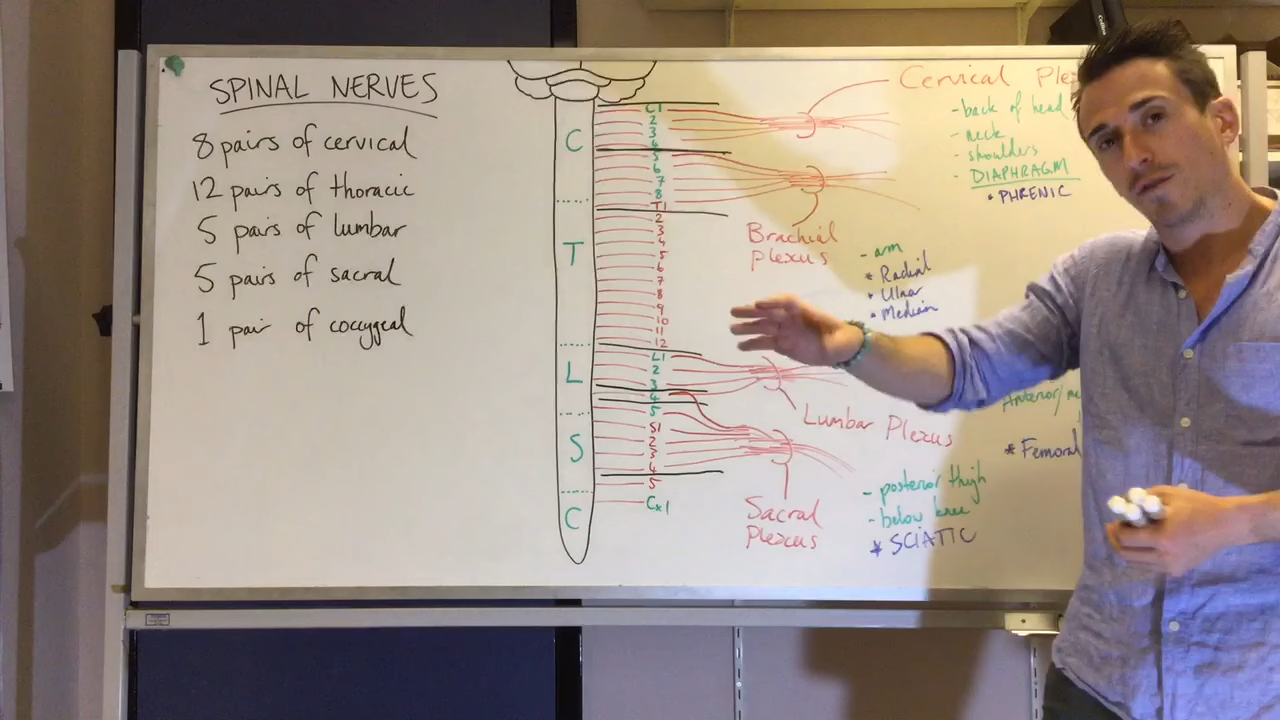 SPINAL NERVES
8 pairs of cervical
12 pairs of thoracic
5 pairs of lumbar
5 pairs of sacral
1 pair of coccygeal
C
T
L
S
C
C1
2
3
4
5
6
7
8
T1
2
3
4
5
6
7
8
9
10
11
12
L1
2
3
4
5
S1
2
3
4
5
Cx1
Cervical Ple
- back of head
- neck
- shoulders
- DIAPHRAGM
* PHRENIC
Brachial
plexus
- arm
* Radial
* Ulnar
* Median
Lumbar Plexus
Anterior/
* Femoral
Sacral
Plexus
- posterior thigh
- below knee
* SCIATIC